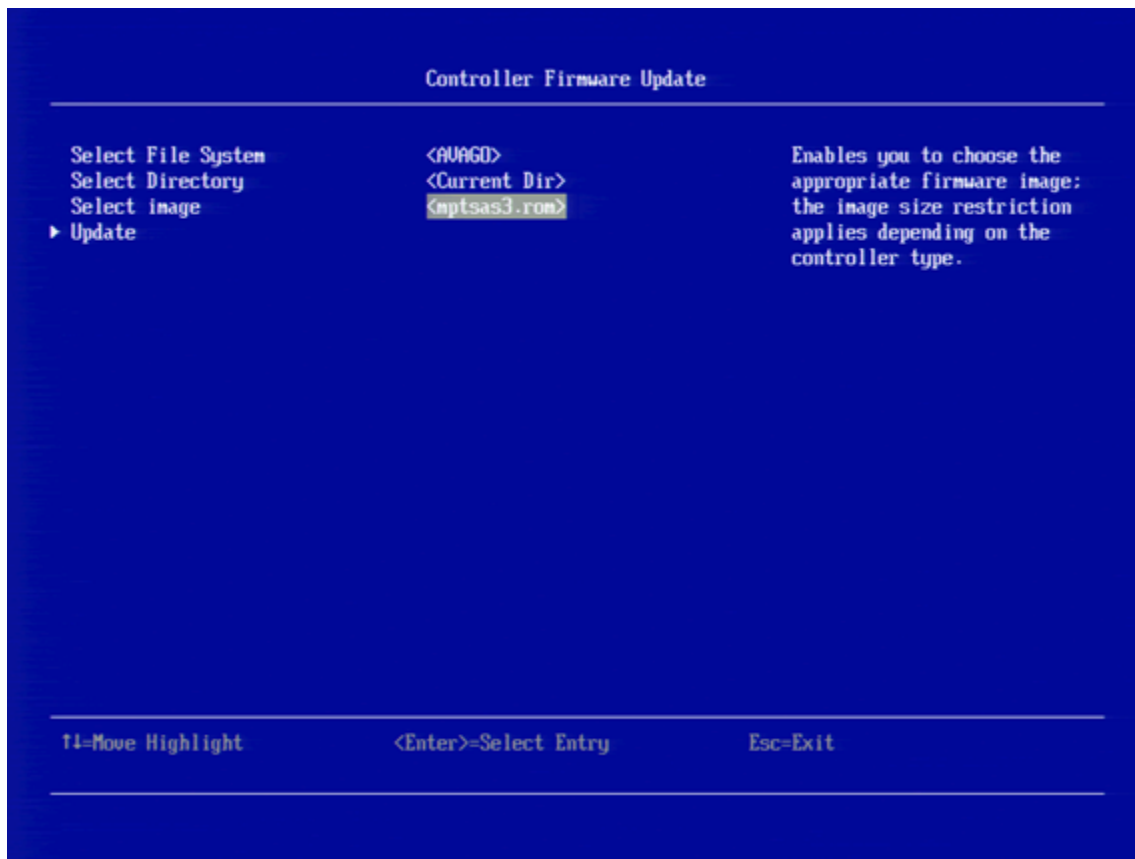 Controller Firmware Update
Select File System <AVAGO>
Select Directory <Current Dir>
Select image <mptsas3.rom>
▶ Update
Enables you to choose the
appropriate firmware image;
the image size restriction
applies depending on the
controller type.
↑↓=Move Highlight <Enter>=Select Entry Esc=Exit